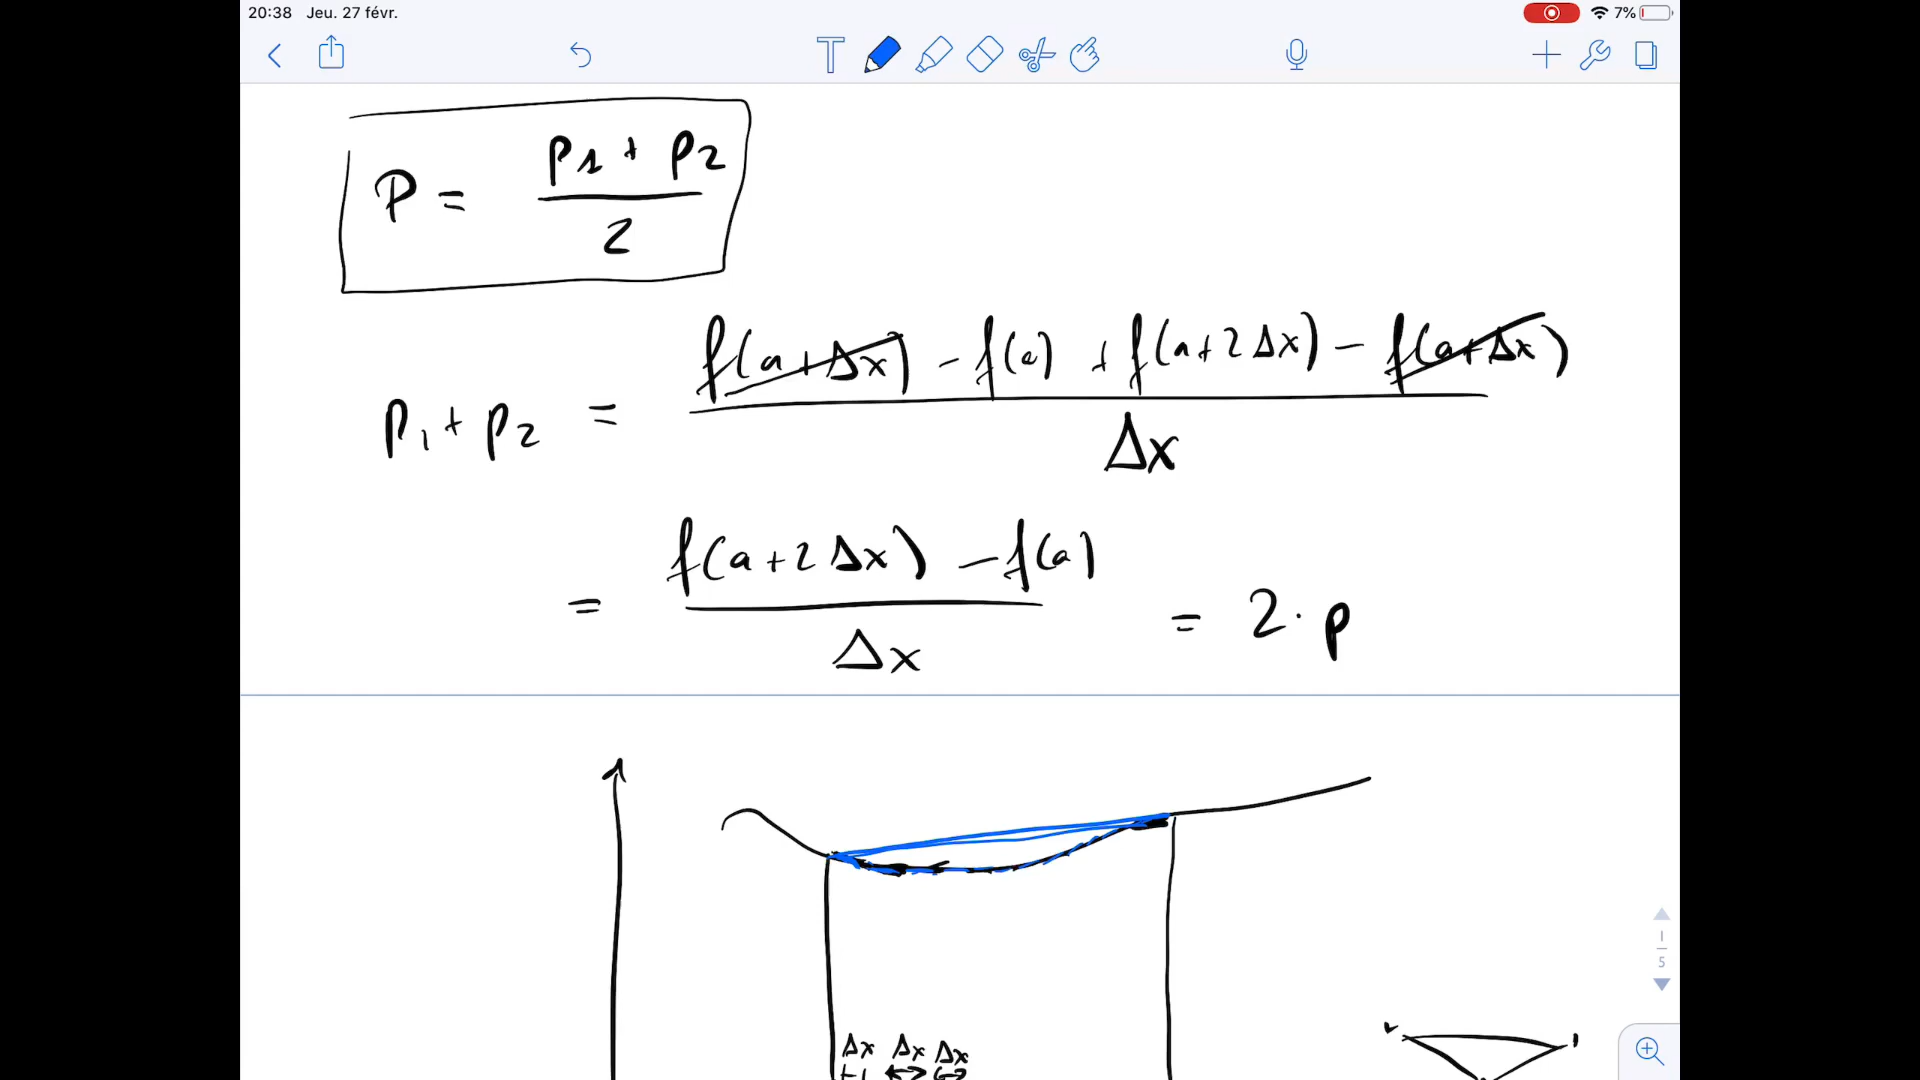 20:38 Jeu. 27 févr. 7%
T
P = (p1 + p2) / 2
p1 + p2 = (f(a+Δx) - f(a) + f(a+2Δx) - f(a+Δx)) / Δx
= (f(a+2Δx) - f(a)) / Δx = 2 · p
1
5
Δx Δx Δx